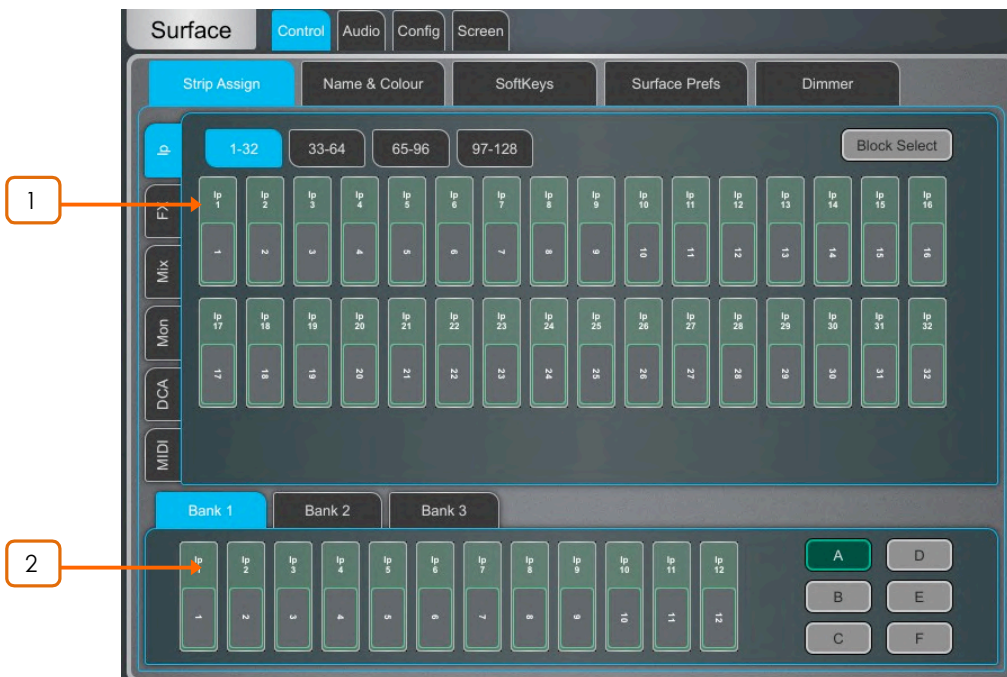 Surface Control Audio Config Screen
Strip Assign Name & Colour SoftKeys Surface Prefs Dimmer
Ip
FX
Mix
Mon
DCA
MIDI
1-32 33-64 65-96 97-128 Block Select
1
Ip 1 Ip 2 Ip 3 Ip 4 Ip 5 Ip 6 Ip 7 Ip 8 Ip 9 Ip 10 Ip 11 Ip 12 Ip 13 Ip 14 Ip 15 Ip 16
1 2 3 4 5 6 7 8 9 10 11 12 13 14 15 16
Ip 17 Ip 18 Ip 19 Ip 20 Ip 21 Ip 22 Ip 23 Ip 24 Ip 25 Ip 26 Ip 27 Ip 28 Ip 29 Ip 30 Ip 31 Ip 32
17 18 19 20 21 22 23 24 25 26 27 28 29 30 31 32
Bank 1 Bank 2 Bank 3
2
Ip 1 Ip 2 Ip 3 Ip 4 Ip 5 Ip 6 Ip 7 Ip 8 Ip 9 Ip 10 Ip 11 Ip 12
1 2 3 4 5 6 7 8 9 10 11 12
A D
B E
C F